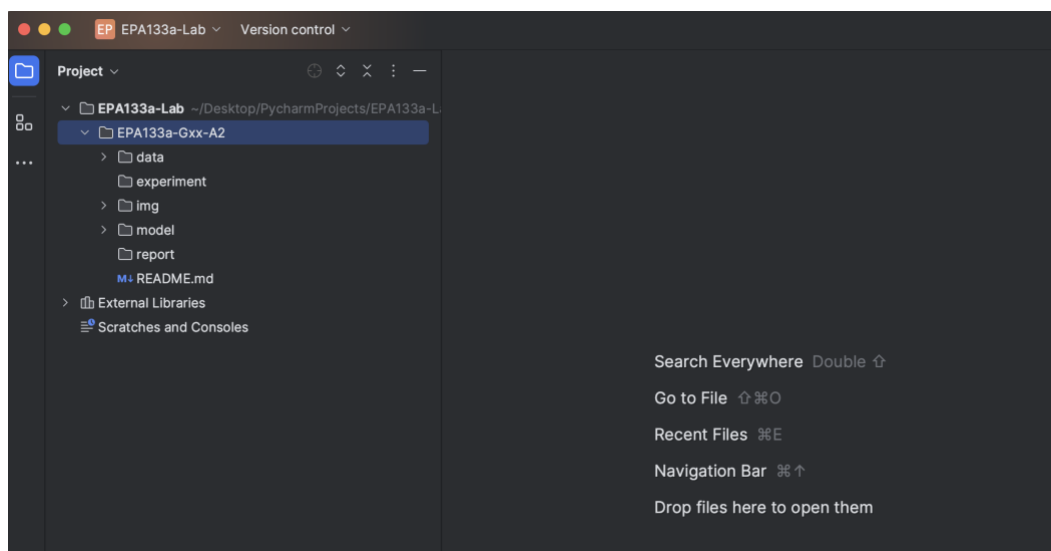 EP EPA133a-Lab Version control
Project
EPA133a-Lab ~/Desktop/PycharmProjects/EPA133a-L
EPA133a-Gxx-A2
data
experiment
img
model
report
M↓ README.md
External Libraries
Scratches and Consoles
Search Everywhere Double ⇧
Go to File ⇧⌘O
Recent Files ⌘E
Navigation Bar ⌘↑
Drop files here to open them